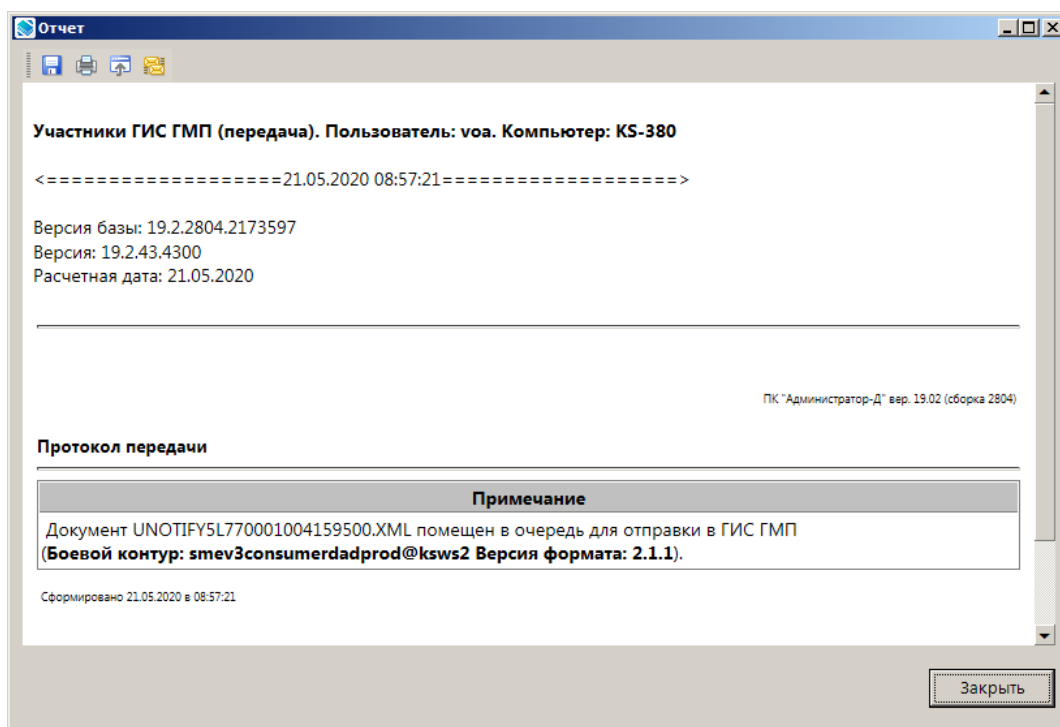 Отчет
Участники ГИС ГМП (передача). Пользователь: voa. Компьютер: KS-380
<===================21.05.2020 08:57:21===================>
Версия базы: 19.2.2804.2173597
Версия: 19.2.43.4300
Расчетная дата: 21.05.2020
ПК "Администратор-Д" вер. 19.02 (сборка 2804)
Протокол передачи
Примечание
Документ UNOTIFY5L770001004159500.XML помещен в очередь для отправки в ГИС ГМП
(Боевой контур: smev3consumerdadprod@ksws2 Версия формата: 2.1.1).
Сформировано 21.05.2020 в 08:57:21
Закрыть